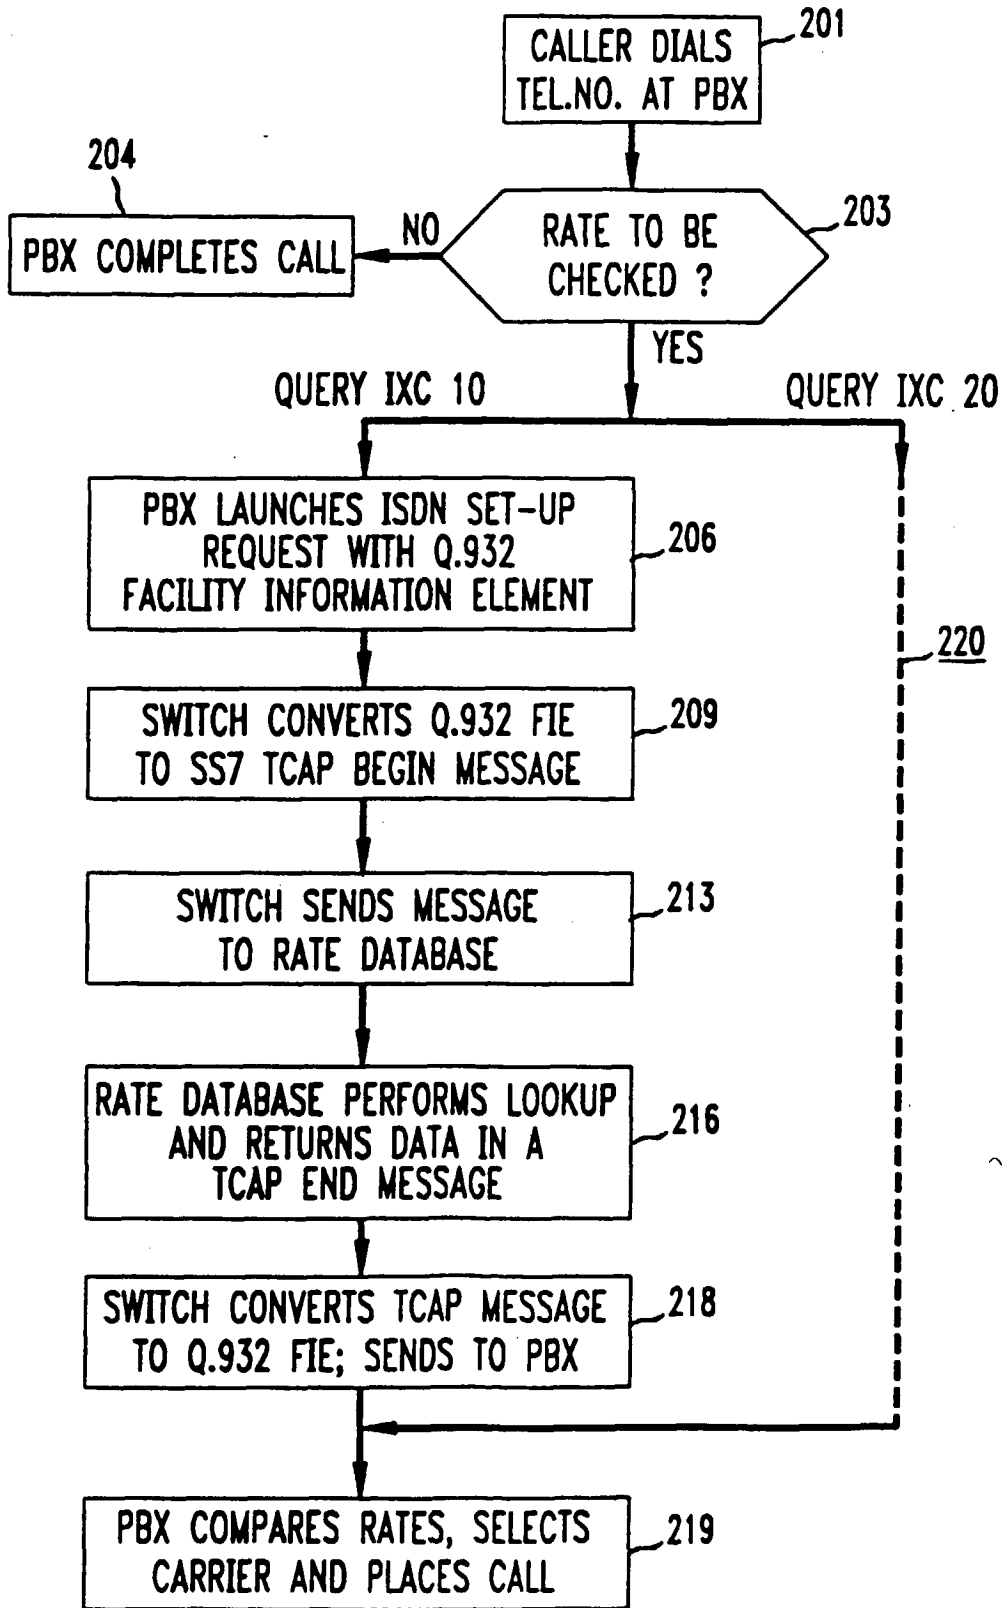 CALLER DIALS
TEL.NO. AT PBX
201
204
PBX COMPLETES CALL
NO
RATE TO BE
CHECKED ?
203
YES
QUERY IXC 10
QUERY IXC 20
PBX LAUNCHES ISDN SET-UP
REQUEST WITH Q.932
FACILITY INFORMATION ELEMENT
206
220
SWITCH CONVERTS Q.932 FIE
TO SS7 TCAP BEGIN MESSAGE
209
SWITCH SENDS MESSAGE
TO RATE DATABASE
213
RATE DATABASE PERFORMS LOOKUP
AND RETURNS DATA IN A
TCAP END MESSAGE
216
SWITCH CONVERTS TCAP MESSAGE
TO Q.932 FIE; SENDS TO PBX
218
PBX COMPARES RATES, SELECTS
CARRIER AND PLACES CALL
219